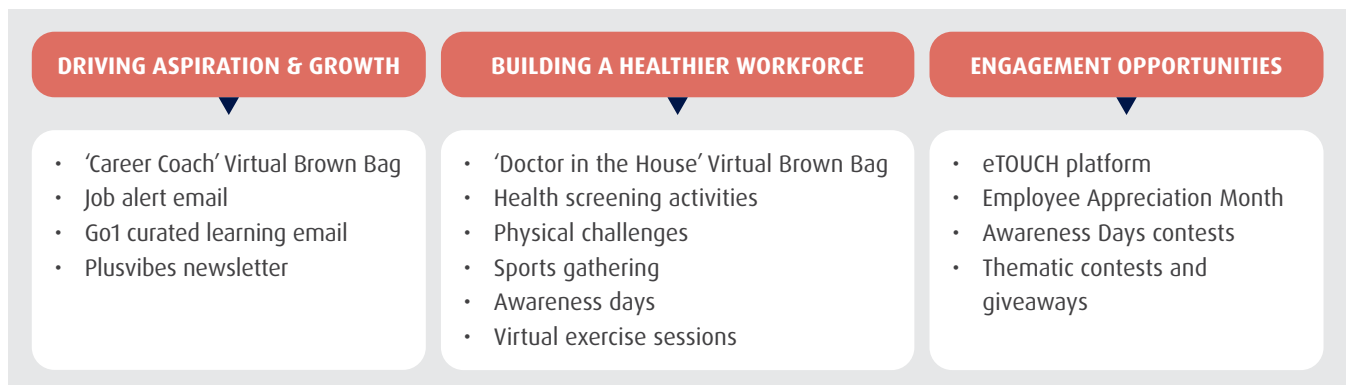 DRIVING ASPIRATION & GROWTH
• ‘Career Coach’ Virtual Brown Bag
• Job alert email
• Go1 curated learning email
• Plusvibes newsletter
BUILDING A HEALTHIER WORKFORCE
• ‘Doctor in the House’ Virtual Brown Bag
• Health screening activities
• Physical challenges
• Sports gathering
• Awareness days
• Virtual exercise sessions
ENGAGEMENT OPPORTUNITIES
• eTOUCH platform
• Employee Appreciation Month
• Awareness Days contests
• Thematic contests and
giveaways